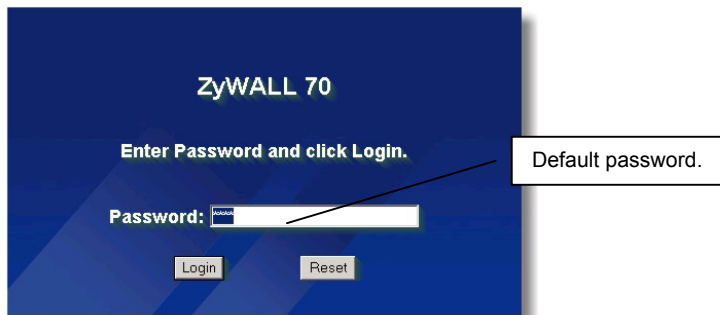 ZyWALL 70
Enter Password and click Login.
Default password.
Password:
Login Reset